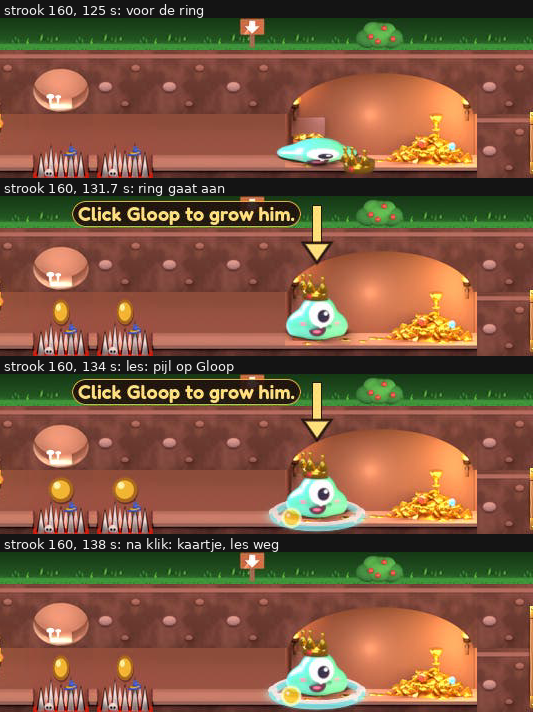 strook 160, 125 s: voor de ring
strook 160, 131.7 s: ring gaat aan
Click Gloop to grow him.
strook 160, 134 s: les: pijl op Gloop
Click Gloop to grow him.
strook 160, 138 s: na klik: kaartje, les weg